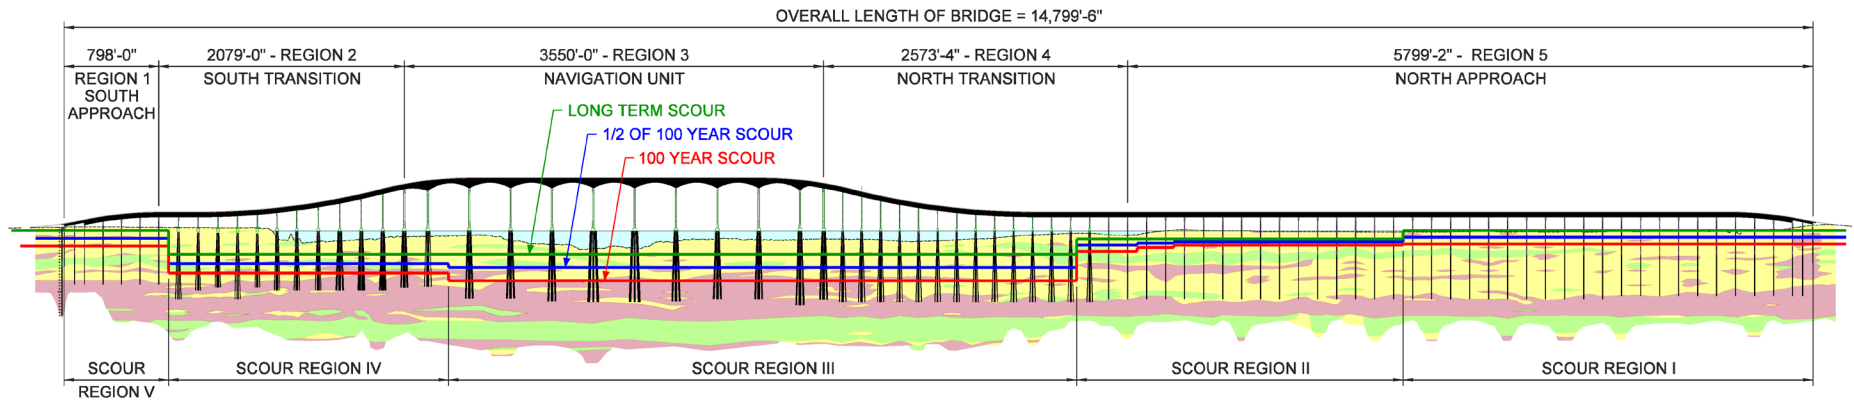 OVERALL LENGTH OF BRIDGE = 14,799'-6"
798'-0"
2079'-0" - REGION 2
3550'-0" - REGION 3
2573'-4" - REGION 4
5799'-2" - REGION 5
REGION 1
SOUTH
APPROACH
SOUTH TRANSITION
NAVIGATION UNIT
NORTH TRANSITION
NORTH APPROACH
LONG TERM SCOUR
1/2 OF 100 YEAR SCOUR
100 YEAR SCOUR
SCOUR
REGION V
SCOUR REGION IV
SCOUR REGION III
SCOUR REGION II
SCOUR REGION I